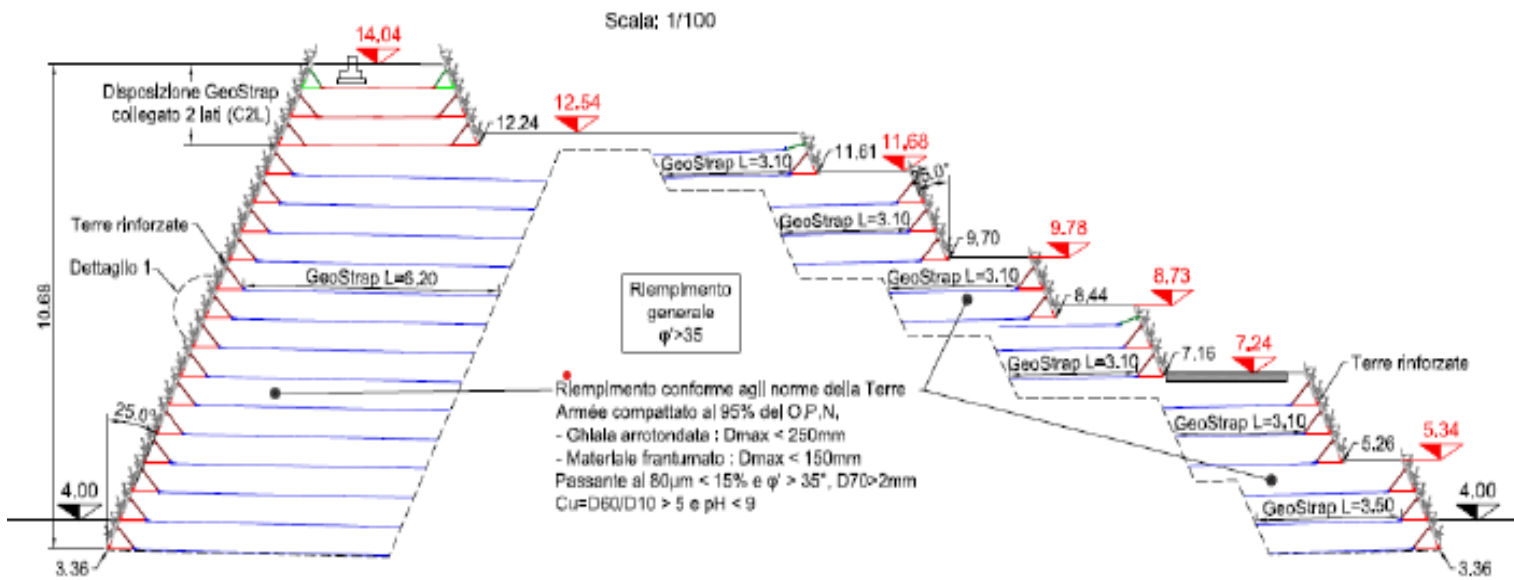 Scala: 1/100
14,04
Disposizione GeoStrap
collegato 2 lati (C2L)
12.24
12.54
GeoStrap L=3.10
11,61
11,68
GeoStrap L=3.10
9,70
9.78
Terre rinforzate
Dettaglio 1
10.68
GeoStrap L=6,20
Riempimento
generale
φ'>35
GeoStrap L=3.10
8,44
8,73
GeoStrap L=3.10
7.16
7,24
Terre rinforzate
Riempimento conforme agli norme della Terre
Armée compattato al 95% del O.P.N,
- Ghiaia arrotondata : Dmax < 250mm
- Materiale frantumato : Dmax < 150mm
Passante al 80μm < 15% e φ' > 35°, D70>2mm
Cu=D60/D10 > 5 e pH < 9
25.0°
GeoStrap L=3,10
5.26
5,34
4.00
GeoStrap L=3.50
4.00
3.36
3.36